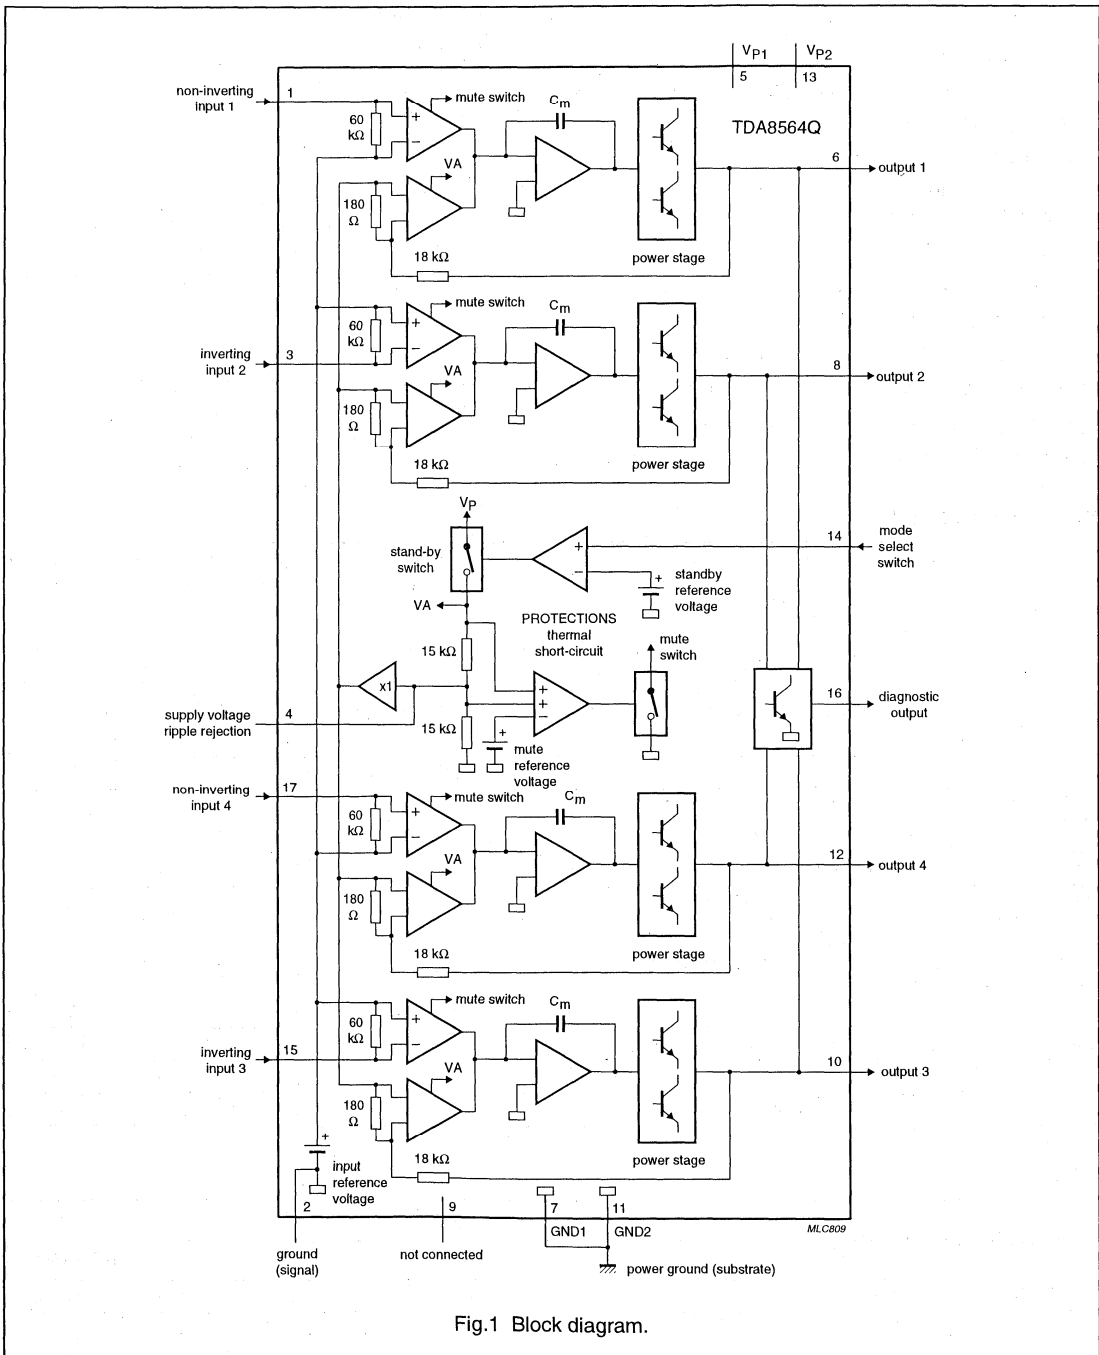 VP1
VP2
5
13
TDA8564Q
non-inverting
input 1
1
60
kΩ
+
−
mute switch
Cm
VA
180
Ω
18 kΩ
power stage
6
output 1
mute switch
Cm
60
kΩ
+
−
inverting
input 2
3
VA
180
Ω
18 kΩ
power stage
8
output 2
VP
stand-by
switch
+
−
14
mode
select
switch
+
standby
reference
voltage
VA
PROTECTIONS
thermal
short-circuit
mute
switch
15 kΩ
x1
+
+
−
supply voltage
ripple rejection
4
15 kΩ
+
mute
reference
voltage
16
diagnostic
output
non-inverting
input 4
17
60
kΩ
+
−
mute switch
Cm
VA
180
Ω
18 kΩ
power stage
12
output 4
mute switch
Cm
60
kΩ
+
−
inverting
input 3
15
VA
180
Ω
18 kΩ
power stage
10
output 3
+
input
reference
voltage
2
9
7
11
GND1
GND2
MLC809
ground
(signal)
not connected
power ground (substrate)
Fig.1 Block diagram.